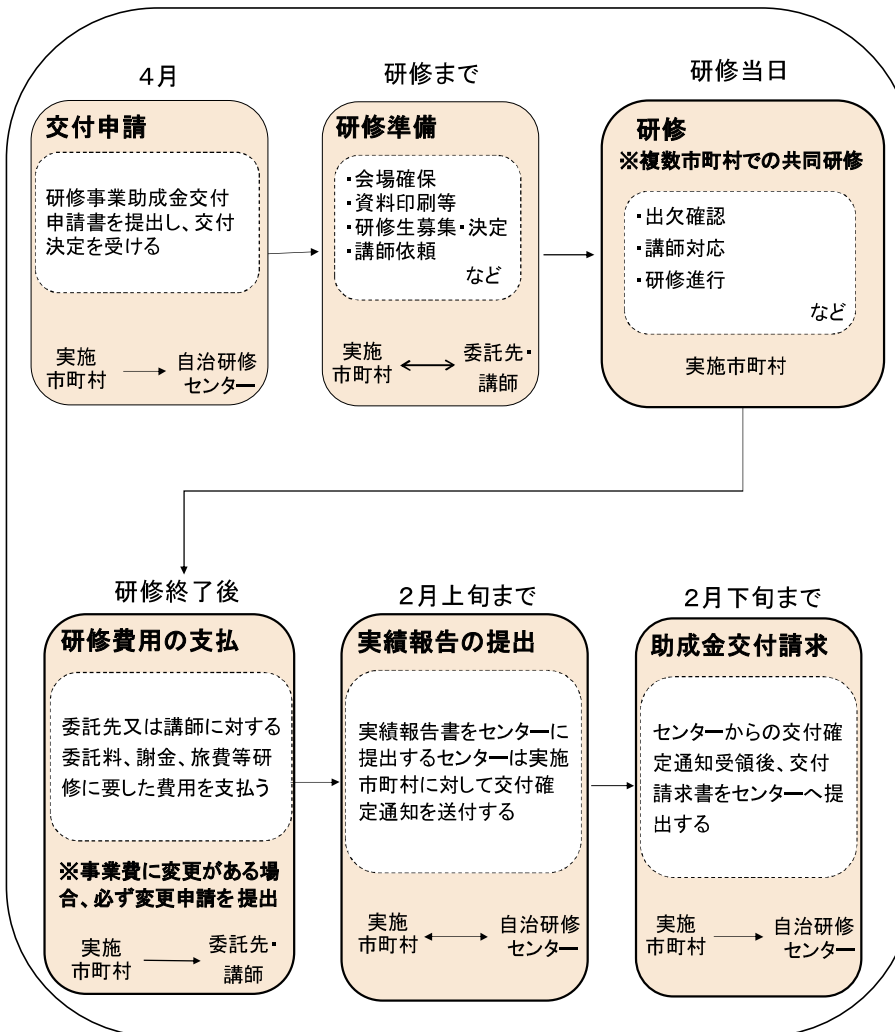 4月
交付申請
研修事業助成金交付
申請書を提出し、交付
決定を受ける
実施
市町村
自治研修
センター
研修まで
研修準備
・会場確保
・資料印刷等
・研修生募集・決定
・講師依頼
など
実施
市町村
委託先・
講師
研修当日
研修
※複数市町村での共同研修
・出欠確認
・講師対応
・研修進行
など
実施市町村
研修終了後
研修費用の支払
委託先又は講師に対する
委託料、謝金、旅費等研
修に要した費用を支払う
※事業費に変更がある場
合、必ず変更申請を提出
実施
市町村
委託先・
講師
2月上旬まで
実績報告の提出
実績報告書をセンターに
提出するセンターは実施
市町村に対して交付確
定通知を送付する
実施
市町村
自治研修
センター
2月下旬まで
助成金交付請求
センターからの交付確
定通知受領後、交付
請求書をセンターへ提
出する
実施
市町村
自治研修
センター